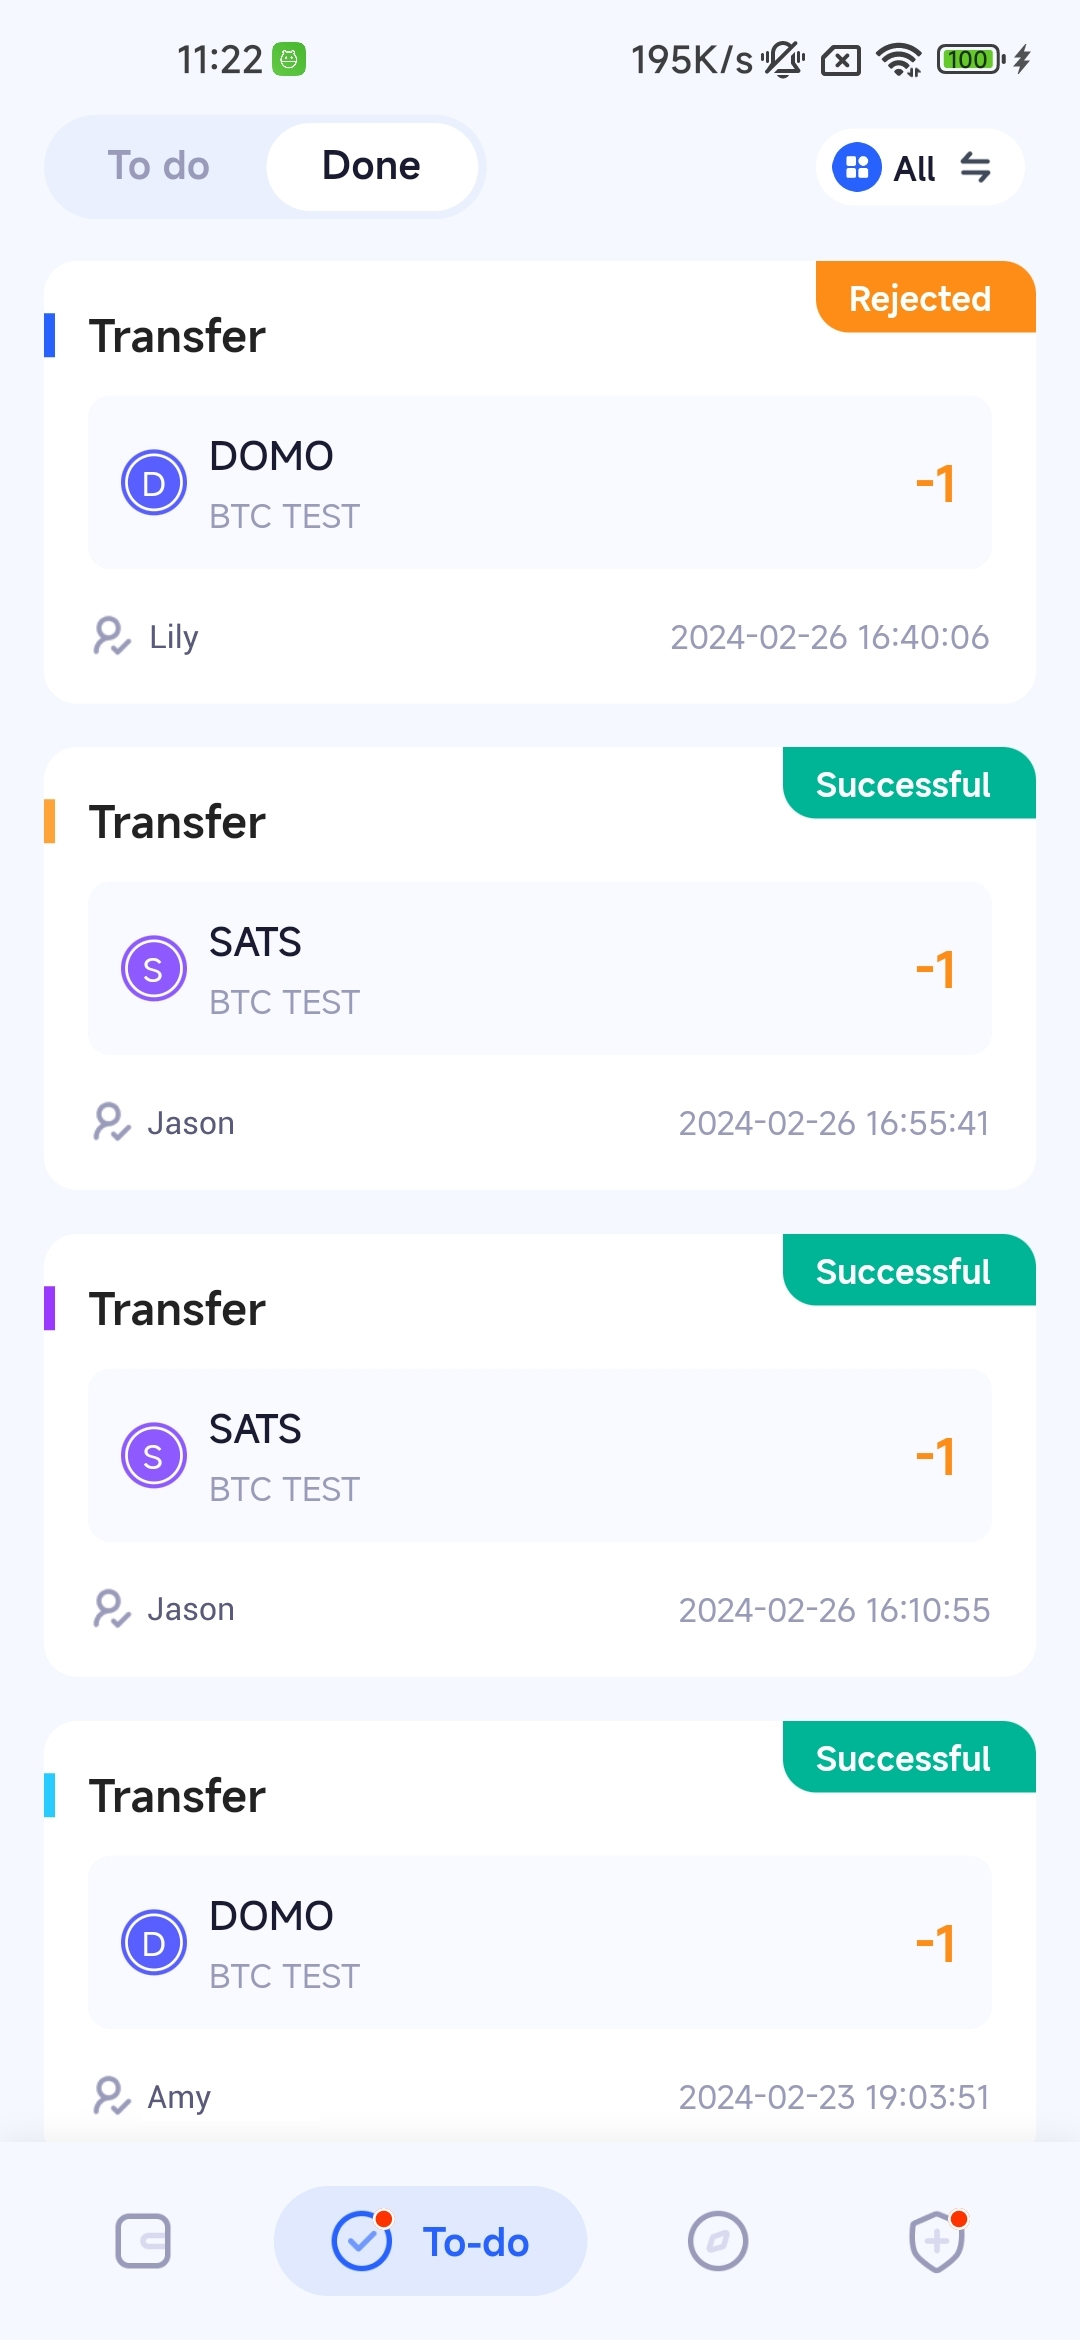 11:22 195K/s 100
To do Done All
Rejected
Transfer
D DOMO -1
BTC TEST
Lily 2024-02-26 16:40:06
Successful
Transfer
S SATS -1
BTC TEST
Jason 2024-02-26 16:55:41
Successful
Transfer
S SATS -1
BTC TEST
Jason 2024-02-26 16:10:55
Successful
Transfer
D DOMO -1
BTC TEST
Amy 2024-02-23 19:03:51
To-do